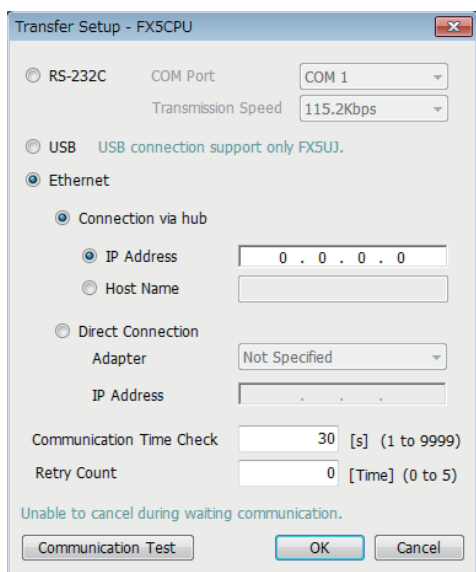 Transfer Setup - FX5CPU
RS-232C COM Port COM 1
Transmission Speed 115.2Kbps
USB USB connection support only FX5UJ.
Ethernet
Connection via hub
IP Address 0 . 0 . 0 . 0
Host Name
Direct Connection
Adapter Not Specified
IP Address . . .
Communication Time Check 30 [s] (1 to 9999)
Retry Count 0 [Time] (0 to 5)
Unable to cancel during waiting communication.
Communication Test OK Cancel